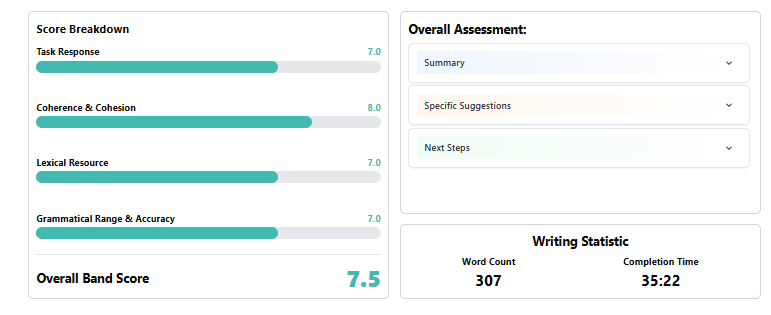 Score Breakdown
Task Response 7.0
Coherence & Cohesion 8.0
Lexical Resource 7.0
Grammatical Range & Accuracy 7.0
Overall Band Score 7.5
Overall Assessment:
Summary
Specific Suggestions
Next Steps
Writing Statistic
Word Count Completion Time
307 35:22